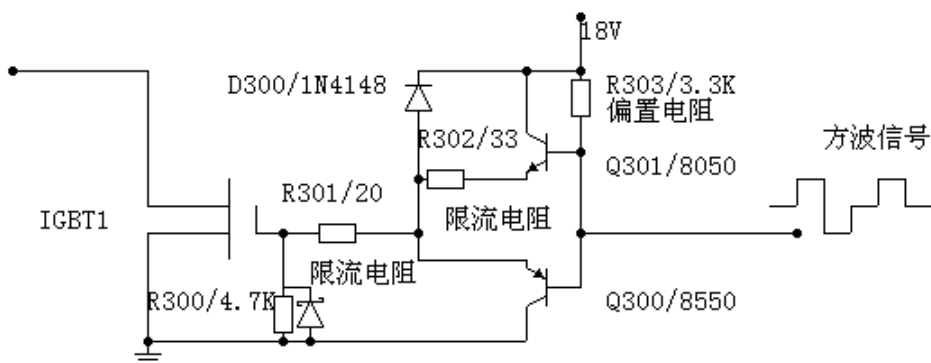 18V
D300/1N4148
R303/3.3K
偏置电阻
R302/33
方波信号
Q301/8050
R301/20
IGBT1
限流电阻
限流电阻
R300/4.7K
Q300/8550